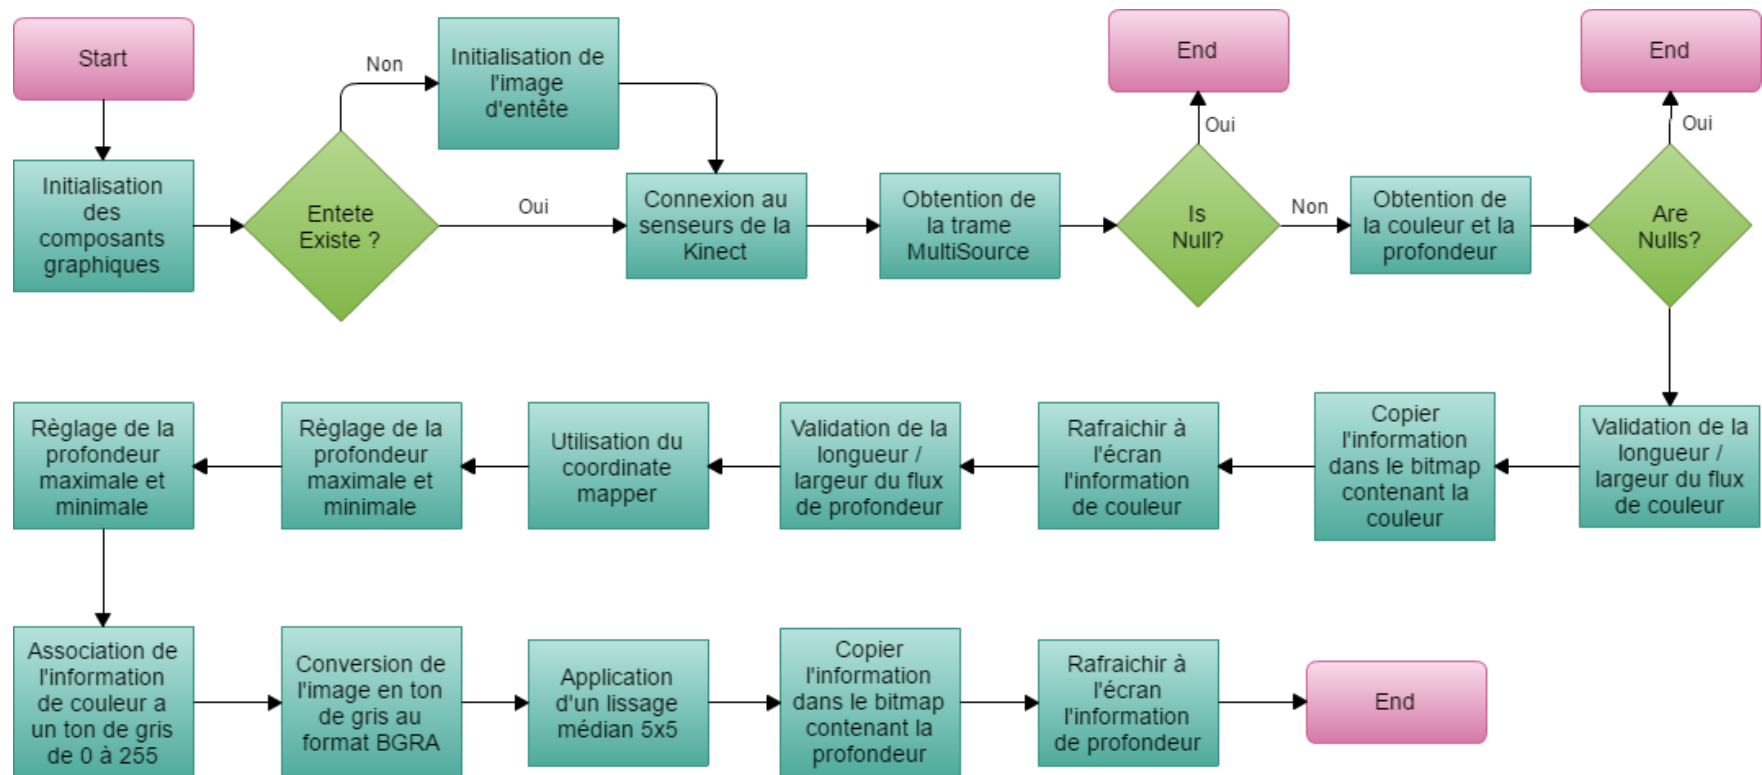 Start
Initialisation
des
composants
graphiques
Entete
Existe ?
Non
Initialisation de
l'image
d'entête
Oui
Connexion au
senseurs de la
Kinect
Obtention de
la trame
MultiSource
Is
Null?
Oui
End
Non
Obtention de
la couleur et la
profondeur
Are
Nulls?
Oui
End
Validation de la
longueur /
largeur du flux
de couleur
Copier
l'information
dans le bitmap
contenant la
couleur
Rafraichir à
l'écran
l'information
de couleur
Validation de la
longueur /
largeur du flux
de profondeur
Utilisation du
coordinate
mapper
Règlage de la
profondeur
maximale et
minimale
Règlage de la
profondeur
maximale et
minimale
Association de
l'information
de couleur a
un ton de gris
de 0 à 255
Conversion de
l'image en ton
de gris au
format BGRA
Application
d'un lissage
médian 5x5
Copier
l'information
dans le bitmap
contenant la
profondeur
Rafraichir à
l'écran
l'information
de profondeur
End